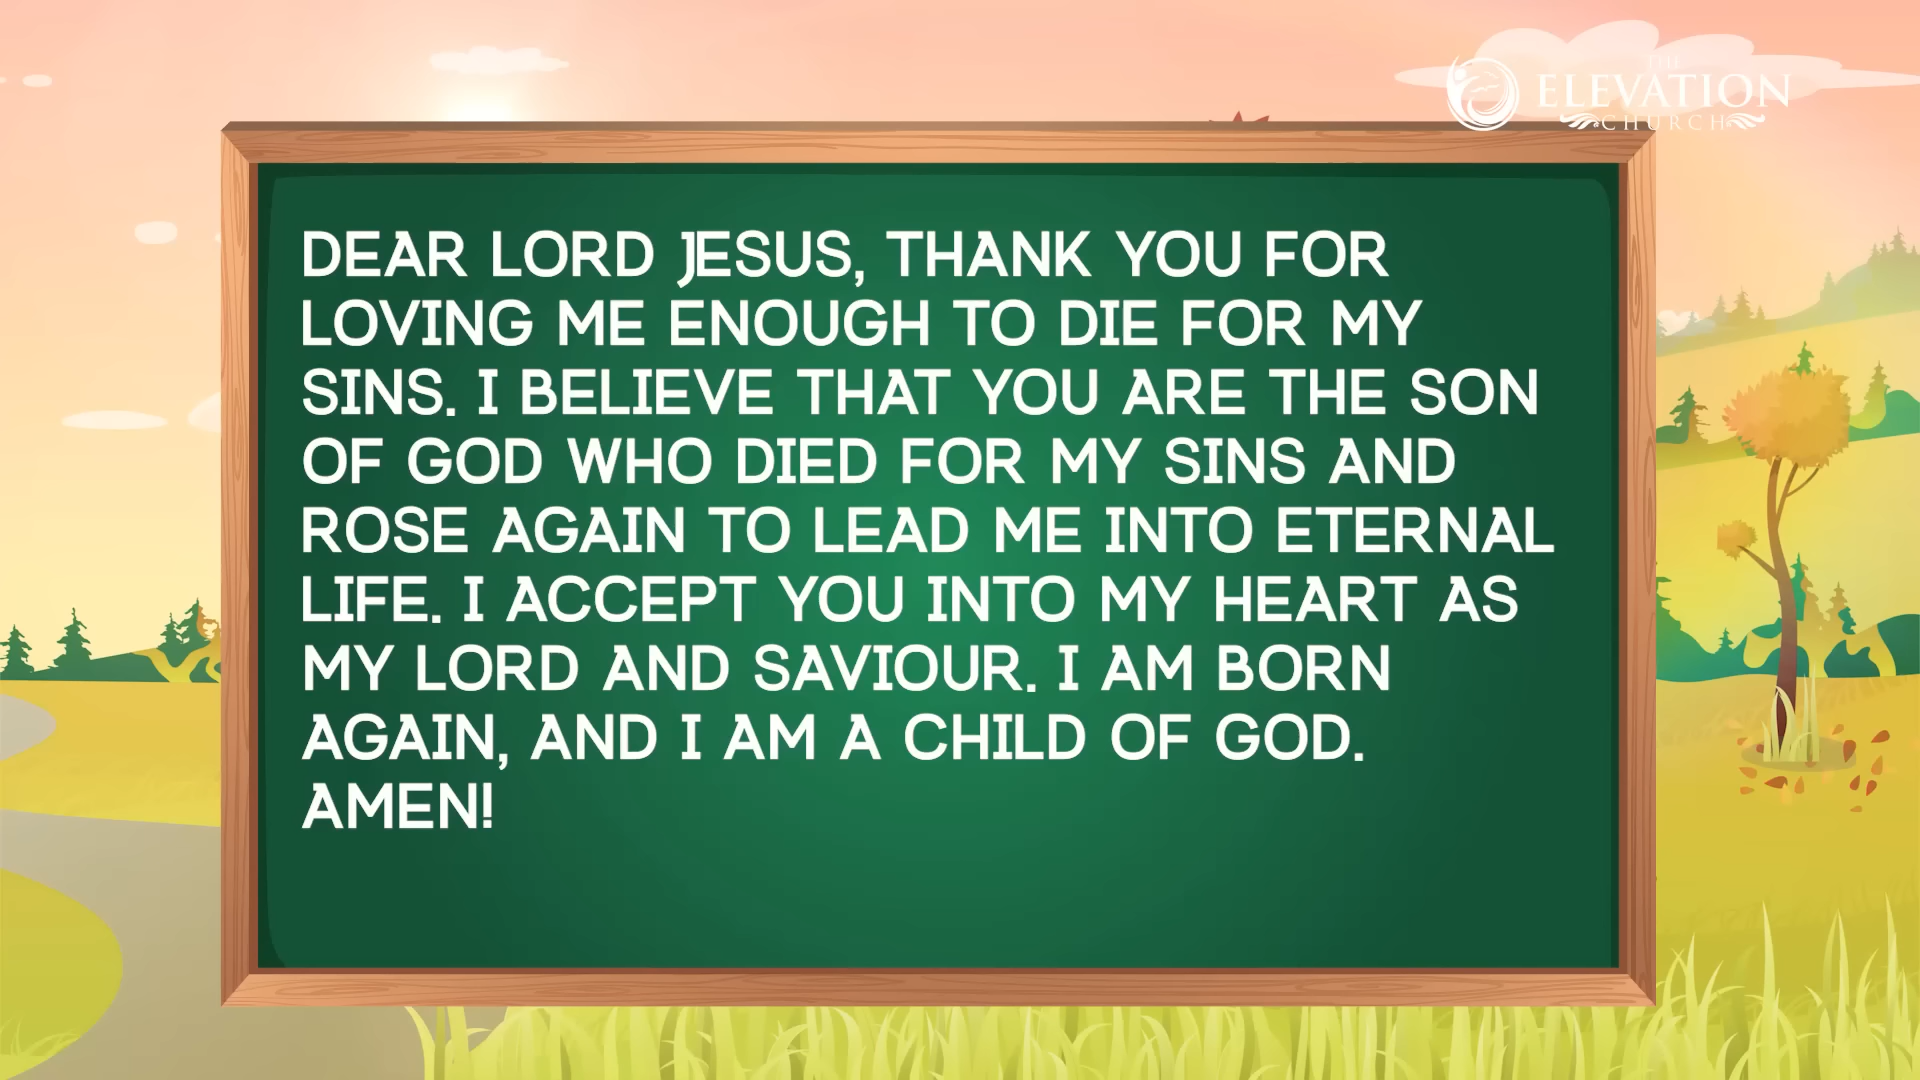 THE
ELEVATION
CHURCH
DEAR LORD JESUS, THANK YOU FOR
LOVING ME ENOUGH TO DIE FOR MY
SINS. I BELIEVE THAT YOU ARE THE SON
OF GOD WHO DIED FOR MY SINS AND
ROSE AGAIN TO LEAD ME INTO ETERNAL
LIFE. I ACCEPT YOU INTO MY HEART AS
MY LORD AND SAVIOUR. I AM BORN
AGAIN, AND I AM A CHILD OF GOD.
AMEN!